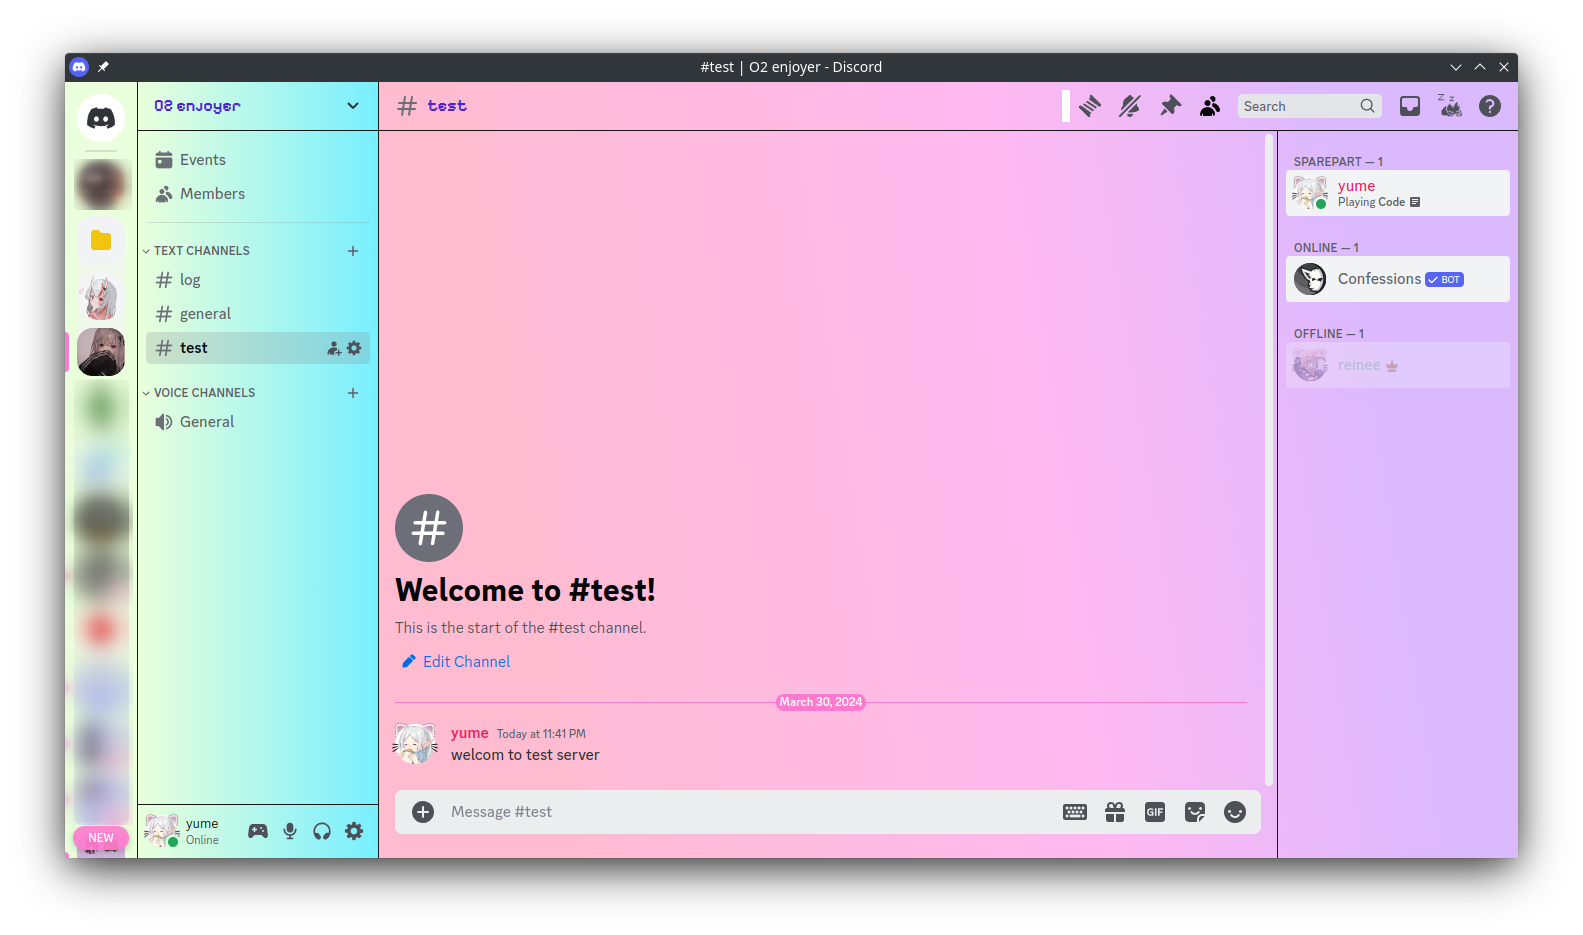 #test | O2 enjoyer - Discord
O2 enjoyer
Events
Members
TEXT CHANNELS
log
general
test
VOICE CHANNELS
General
yume
Online
NEW
test
Search
z z
Welcome to #test!
This is the start of the #test channel.
Edit Channel
March 30, 2024
yume Today at 11:41 PM
welcom to test server
Message #test
GIF
SPAREPART — 1
yume
Playing Code
ONLINE — 1
Confessions BOT
OFFLINE — 1
reinee